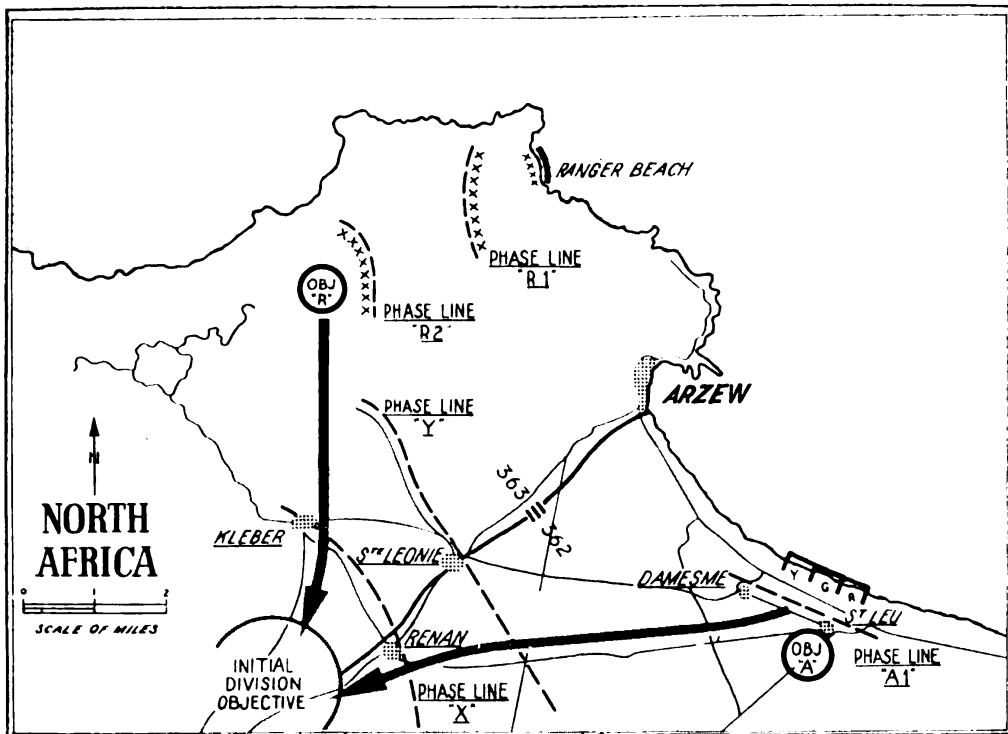 RANGER BEACH
PHASE LINE
"R1"
OBJ
"R"
PHASE LINE
"R2"
ARZEW
PHASE LINE
"Y"
N
NORTH
AFRICA
0 2
SCALE OF MILES
363
362
KLEBER
STE LEONIE
DAMESME
Y G R
ST LEU
RENAN
OBJ
"A"
PHASE LINE
"A1"
INITIAL
DIVISION
OBJECTIVE
PHASE LINE
"X"